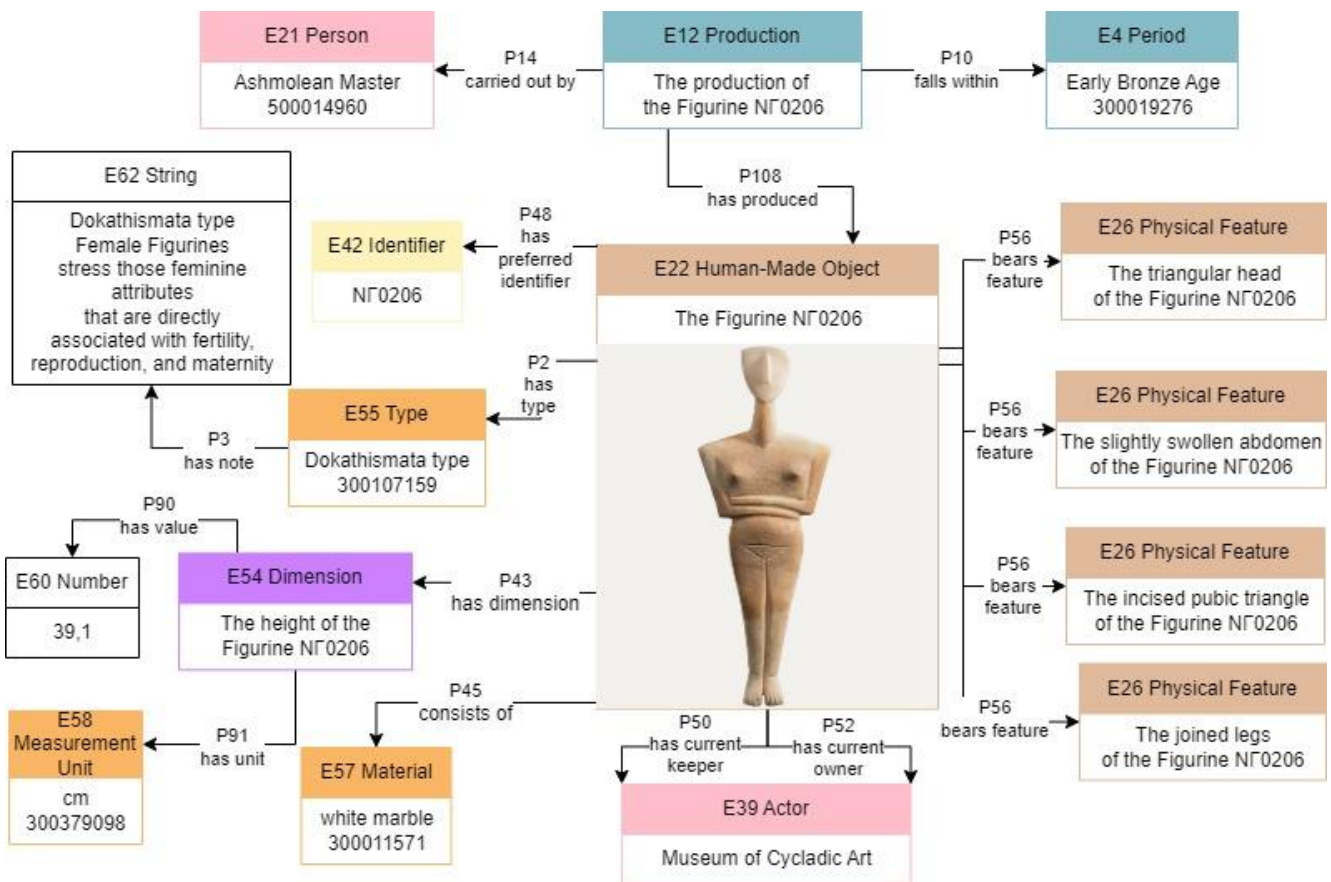 E21 Person
Ashmolean Master
500014960
P14
carried out by
E12 Production
The production of
the Figurine ΝΓ0206
P10
falls within
E4 Period
Early Bronze Age
300019276
E62 String
Dokathismata type
Female Figurines
stress those feminine
attributes
that are directly
associated with fertility,
reproduction, and maternity
P108
has produced
E42 Identifier
ΝΓ0206
P48
has
preferred
identifier
E22 Human-Made Object
The Figurine ΝΓ0206
P56
bears
feature
E26 Physical Feature
The triangular head
of the Figurine ΝΓ0206
P2
has
type
E55 Type
Dokathismata type
300107159
P3
has note
P56
bears
feature
E26 Physical Feature
The slightly swollen abdomen
of the Figurine ΝΓ0206
P90
has value
E60 Number
39,1
E54 Dimension
The height of the
Figurine ΝΓ0206
P43
has dimension
P56
bears
feature
E26 Physical Feature
The incised pubic triangle
of the Figurine ΝΓ0206
P45
consists of
P56
bears feature
E26 Physical Feature
The joined legs
of the Figurine ΝΓ0206
E58
Measurement
Unit
cm
300379098
P91
has unit
E57 Material
white marble
300011571
P50
has current
keeper
P52
has current
owner
E39 Actor
Museum of Cycladic Art